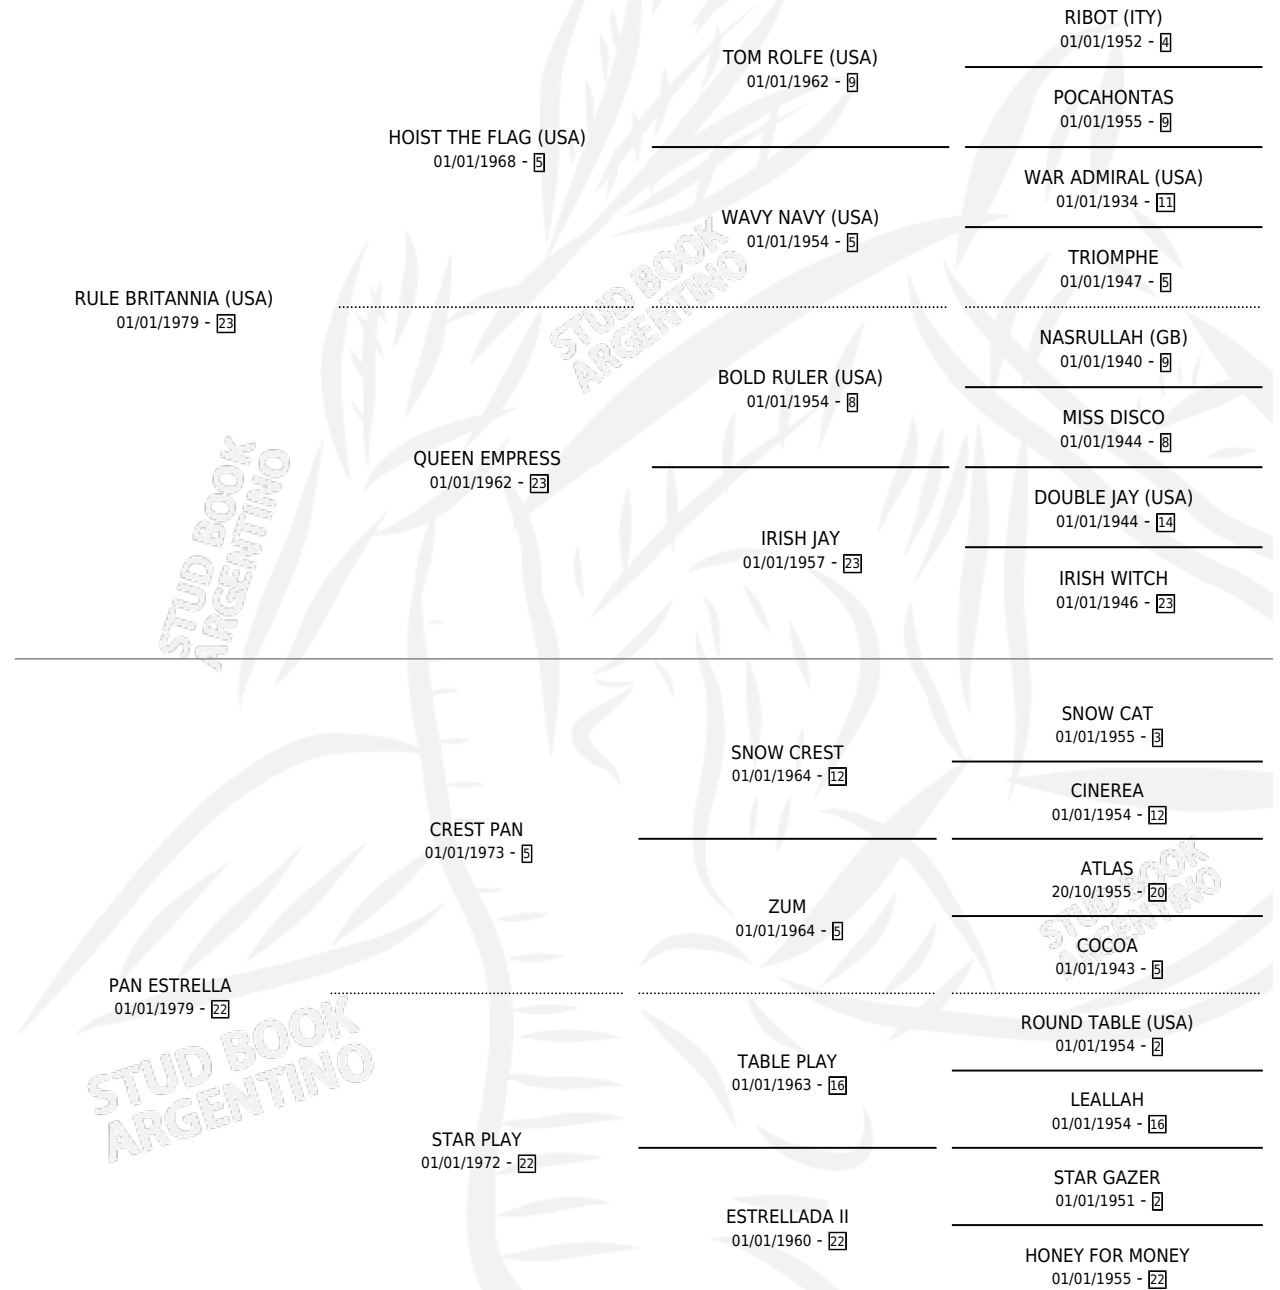 RIBOT (ITY)
01/01/1952 - 4
TOM ROLFE (USA)
01/01/1962 - 9
POCAHONTAS
01/01/1955 - 9
HOIST THE FLAG (USA)
01/01/1968 - 5
WAR ADMIRAL (USA)
01/01/1934 - 11
WAVY NAVY (USA)
01/01/1954 - 5
TRIOMPHE
01/01/1947 - 5
RULE BRITANNIA (USA)
01/01/1979 - 23
NASRULLAH (GB)
01/01/1940 - 9
BOLD RULER (USA)
01/01/1954 - 8
MISS DISCO
01/01/1944 - 8
QUEEN EMPRESS
01/01/1962 - 23
DOUBLE JAY (USA)
01/01/1944 - 14
IRISH JAY
01/01/1957 - 23
IRISH WITCH
01/01/1946 - 23
SNOW CAT
01/01/1955 - 3
SNOW CREST
01/01/1964 - 12
CINEREA
01/01/1954 - 12
CREST PAN
01/01/1973 - 5
ATLAS
20/10/1955 - 20
ZUM
01/01/1964 - 5
COCOA
01/01/1943 - 5
PAN ESTRELLA
01/01/1979 - 22
ROUND TABLE (USA)
01/01/1954 - 2
TABLE PLAY
01/01/1963 - 16
LEALLAH
01/01/1954 - 16
STAR PLAY
01/01/1972 - 22
STAR GAZER
01/01/1951 - 2
ESTRELLADA II
01/01/1960 - 22
HONEY FOR MONEY
01/01/1955 - 22
STUD BOOK
ARGENTINO
STUD BOOK
ARGENTINO
STUD BOOK
ARGENTINO
STUD BOOK
ARGENTINO